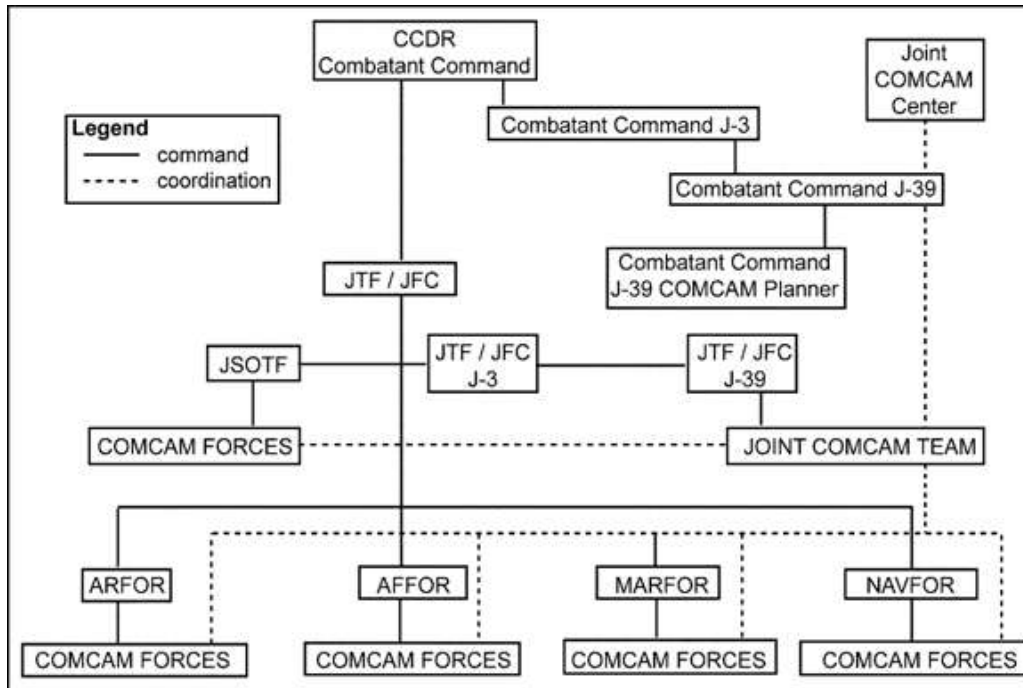 CCDR
Combatant Command
Joint
COMCAM
Center
Legend
command
coordination
Combatant Command J-3
Combatant Command J-39
Combatant Command
J-39 COMCAM Planner
JTF / JFC
JSOTF
JTF / JFC
J-3
JTF / JFC
J-39
COMCAM FORCES
JOINT COMCAM TEAM
ARFOR
AFFOR
MARFOR
NAVFOR
COMCAM FORCES
COMCAM FORCES
COMCAM FORCES
COMCAM FORCES